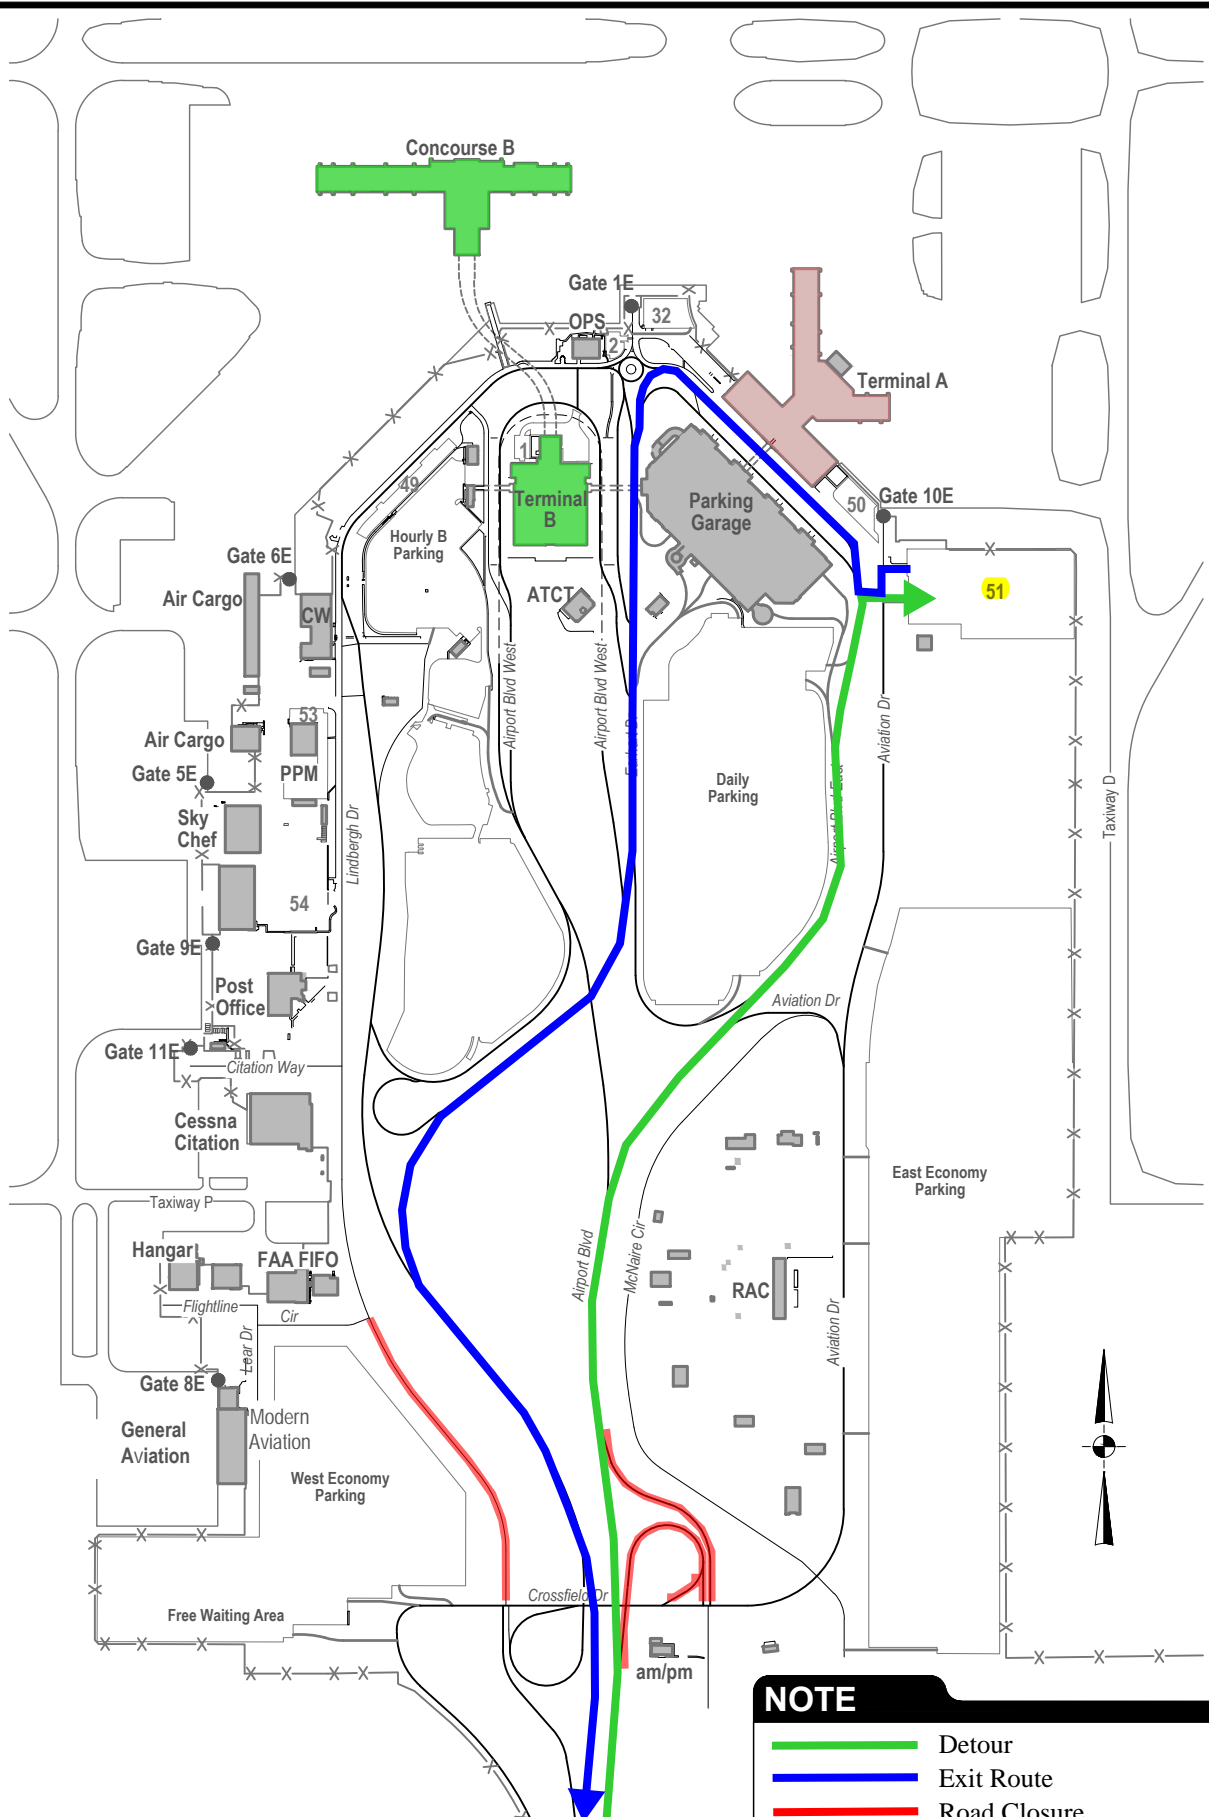 Concourse B
Gate 1E
32
OPS
2
Terminal A
1
49
Terminal
B
Parking
Garage
50
Gate 10E
Hourly B
Parking
Gate 6E
Air Cargo
CW
ATCT
51
Airport Blvd West
Airport Blvd West
Aviation Dr
53
Air Cargo
Gate 5E
PPM
Daily
Parking
Taxiway D
Sky
Chef
Lindbergh Dr
Airport Blvd East
54
Gate 9E
Post
Office
Aviation Dr
Gate 11E
Citation Way
Cessna
Citation
East Economy
Parking
Taxiway P
Hangar
FAA FIFO
Airport Blvd
McNaire Cir
RAC
Flightline
Cir
Lear Dr
Aviation Dr
Gate 8E
General
Aviation
Modern
Aviation
West Economy
Parking
Crossfield Dr
Free Waiting Area
am/pm
NOTE
Detour
Exit Route
Road Closure